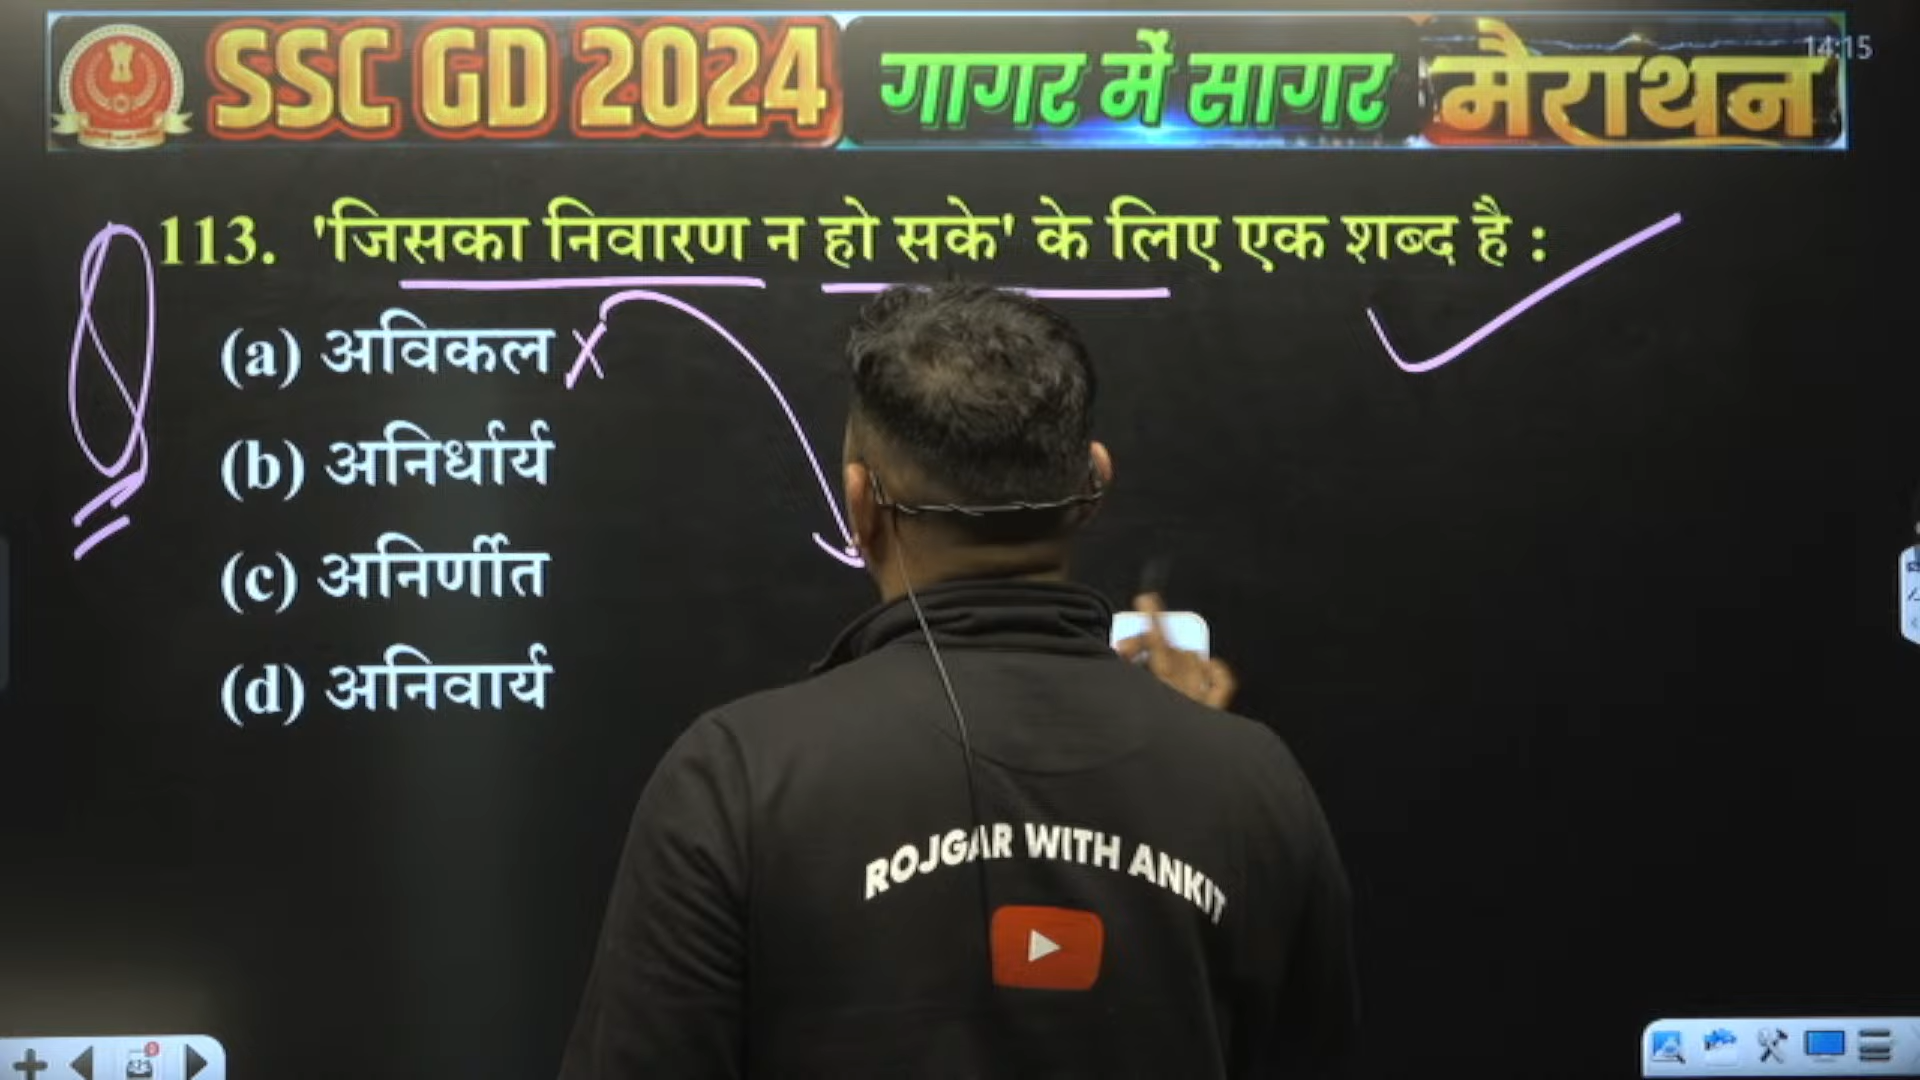 SSC GD 2024 गागर में सागर मैराथन
14:15
113. 'जिसका निवारण न हो सके' के लिए एक शब्द है :
(a) अविकल
(b) अनिर्धार्य
(c) अनिर्णीत
(d) अनिवार्य
ROJGAR WITH ANKIT